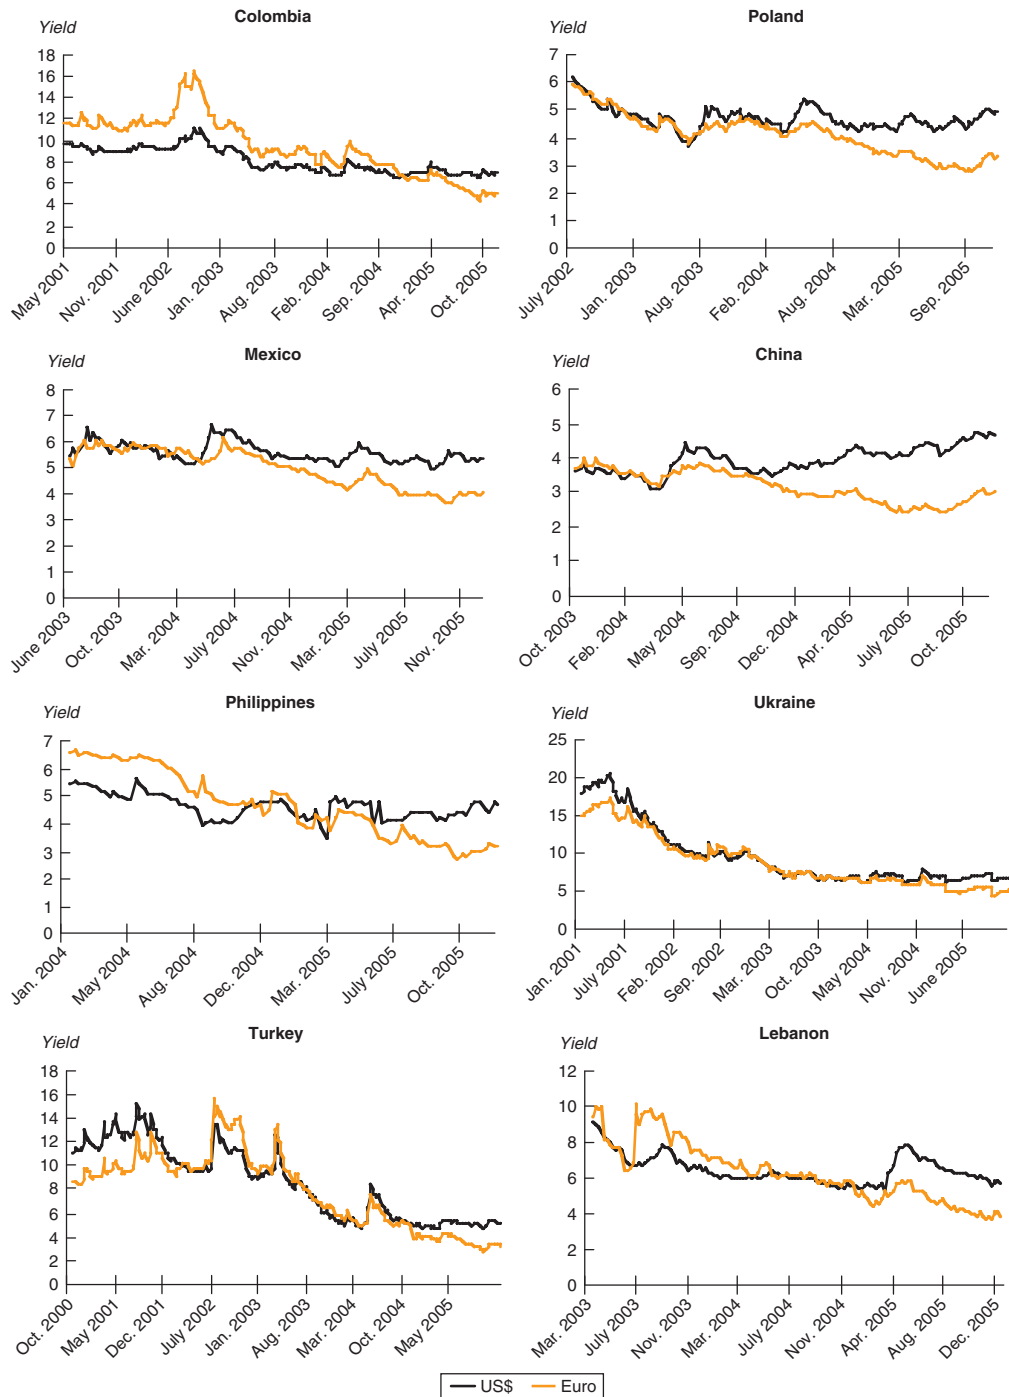 Colombia
Yield
18
16
14
12
10
8
6
4
2
0
May 2001
Nov. 2001
June 2002
Jan. 2003
Aug. 2003
Feb. 2004
Sep. 2004
Apr. 2005
Oct. 2005
Poland
Yield
7
6
5
4
3
2
1
0
July 2002
Jan. 2003
Aug. 2003
Feb. 2004
Aug. 2004
Mar. 2005
Sep. 2005
Mexico
Yield
8
7
6
5
4
3
2
1
0
June 2003
Oct. 2003
Mar. 2004
July 2004
Nov. 2004
Mar. 2005
July 2005
Nov. 2005
China
Yield
6
5
4
3
2
1
0
Oct. 2003
Feb. 2004
May 2004
Sep. 2004
Dec. 2004
Apr. 2005
July 2005
Oct. 2005
Philippines
Yield
7
6
5
4
3
2
1
0
Jan. 2004
May 2004
Aug. 2004
Dec. 2004
Mar. 2005
July 2005
Oct. 2005
Ukraine
Yield
25
20
15
10
5
0
Jan. 2001
July 2001
Feb. 2002
Sep. 2002
Mar. 2003
Oct. 2003
May 2004
Nov. 2004
June 2005
Turkey
Yield
18
16
14
12
10
8
6
4
2
0
Oct. 2000
May 2001
Dec. 2001
July 2002
Jan. 2003
Aug. 2003
Mar. 2004
Oct. 2004
May 2005
Lebanon
Yield
12
10
8
6
4
2
0
Mar. 2003
July 2003
Nov. 2003
Mar. 2004
July 2004
Nov. 2004
Apr. 2005
Aug. 2005
Dec. 2005
US$ Euro